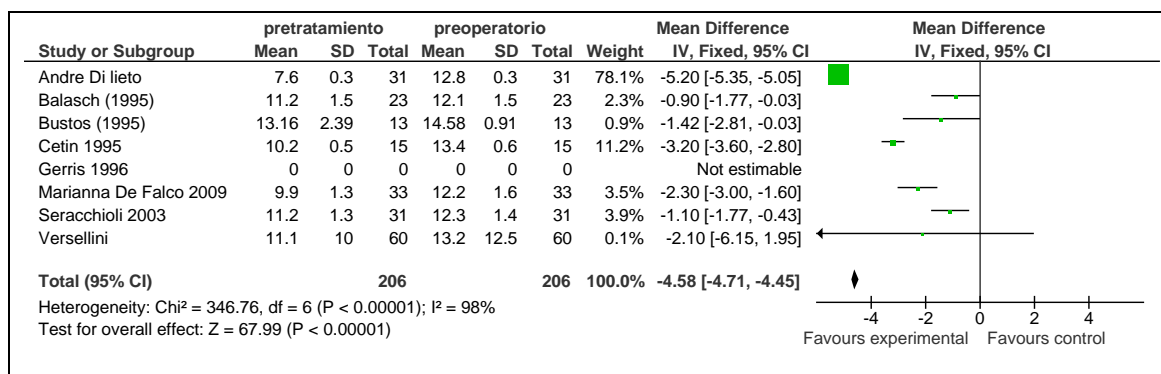 pretratamiento preoperatorio Mean Difference Mean Difference
Study or Subgroup Mean SD Total Mean SD Total Weight IV, Fixed, 95% CI IV, Fixed, 95% CI
Andre Di lieto 7.6 0.3 31 12.8 0.3 31 78.1% -5.20 [-5.35, -5.05]
Balasch (1995) 11.2 1.5 23 12.1 1.5 23 2.3% -0.90 [-1.77, -0.03]
Bustos (1995) 13.16 2.39 13 14.58 0.91 13 0.9% -1.42 [-2.81, -0.03]
Cetin 1995 10.2 0.5 15 13.4 0.6 15 11.2% -3.20 [-3.60, -2.80]
Gerris 1996 0 0 0 0 0 0 Not estimable
Marianna De Falco 2009 9.9 1.3 33 12.2 1.6 33 3.5% -2.30 [-3.00, -1.60]
Seracchioli 2003 11.2 1.3 31 12.3 1.4 31 3.9% -1.10 [-1.77, -0.43]
Versellini 11.1 10 60 13.2 12.5 60 0.1% -2.10 [-6.15, 1.95]
Total (95% CI) 206 206 100.0% -4.58 [-4.71, -4.45]
Heterogeneity: Chi² = 346.76, df = 6 (P < 0.00001); I² = 98%
Test for overall effect: Z = 67.99 (P < 0.00001)
-4 -2 0 2 4
Favours experimental Favours control